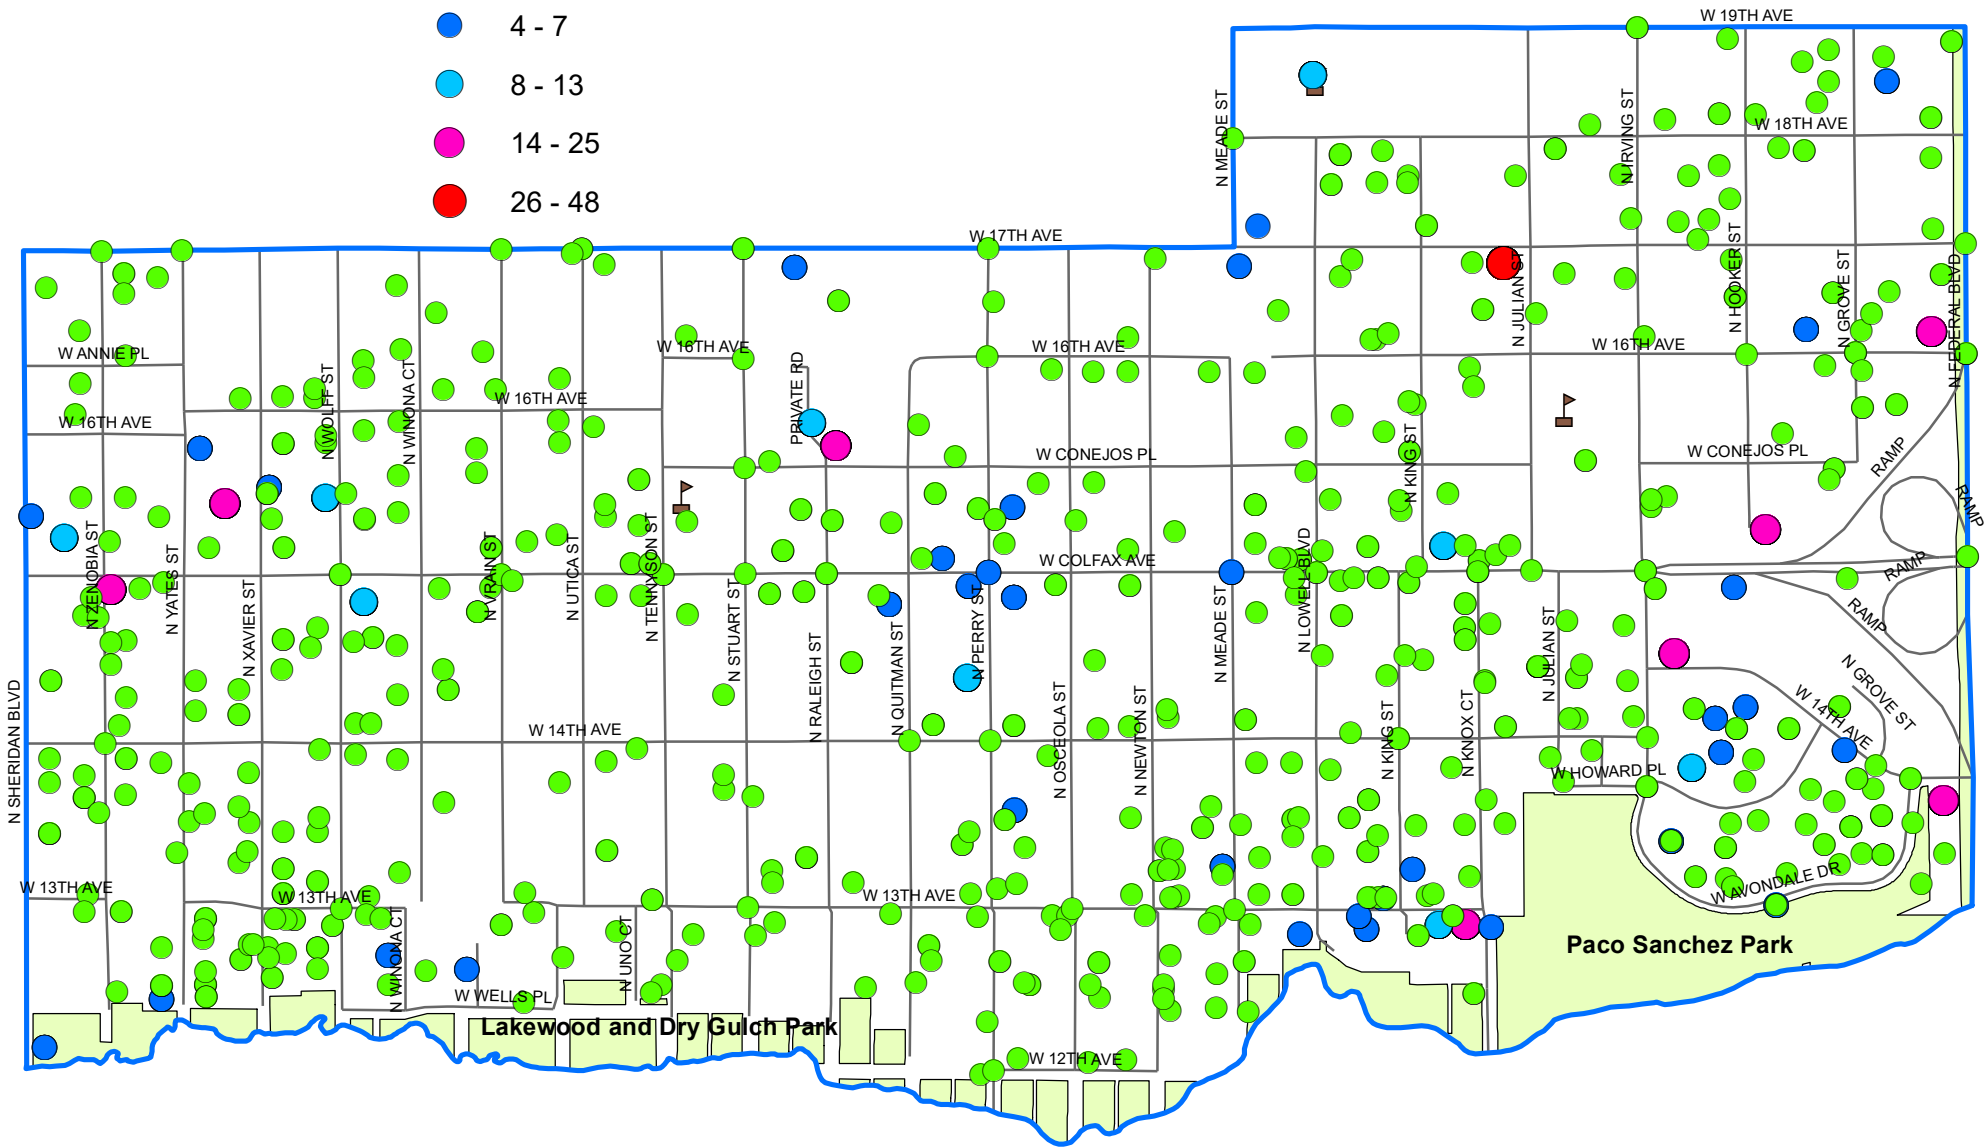 4 - 7
8 - 13
14 - 25
26 - 48
W 19TH AVE
W 18TH AVE
N MEADE ST
N IRVING ST
W 17TH AVE
N JULIAN ST
N HOOKER ST
N GROVE ST
N FEDERAL BLVD
W ANNIE PL
W 16TH AVE
W 16TH AVE
W 16TH AVE
W 16TH AVE
W 16TH AVE
N WOLFF ST
N WINONA CT
PRIVATE RD
N KING ST
W CONEJOS PL
W CONEJOS PL
RAMP
RAMP
RAMP
RAMP
W COLFAX AVE
N ZENOBIA ST
N YATES ST
N XAVIER ST
N VRAIN ST
N UTICA ST
N TENNYSON ST
N STUART ST
N RALEIGH ST
N QUITMAN ST
N PERRY ST
N OSCEOLA ST
N NEWTON ST
N MEADE ST
N LOWELL BLVD
N KING ST
N KNOX CT
N JULIAN ST
N GROVE ST
W 14TH AVE
N SHERIDAN BLVD
W 14TH AVE
W HOWARD PL
W 13TH AVE
W 13TH AVE
W 13TH AVE
W AVONDALE DR
N WINONA CT
N UNO CT
Paco Sanchez Park
W WELLS PL
Lakewood and Dry Gulch Park
W 12TH AVE